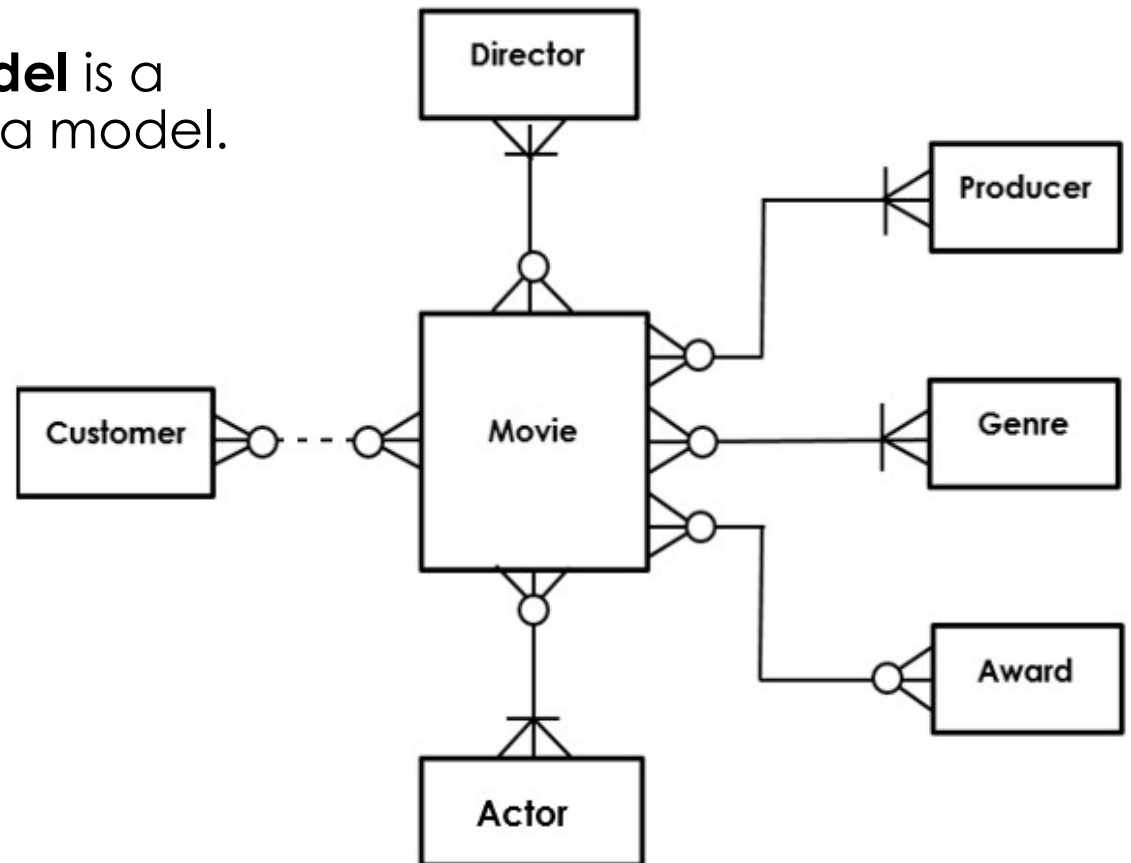 del is a
a model.
Director
Producer
Customer
Movie
Genre
Award
Actor